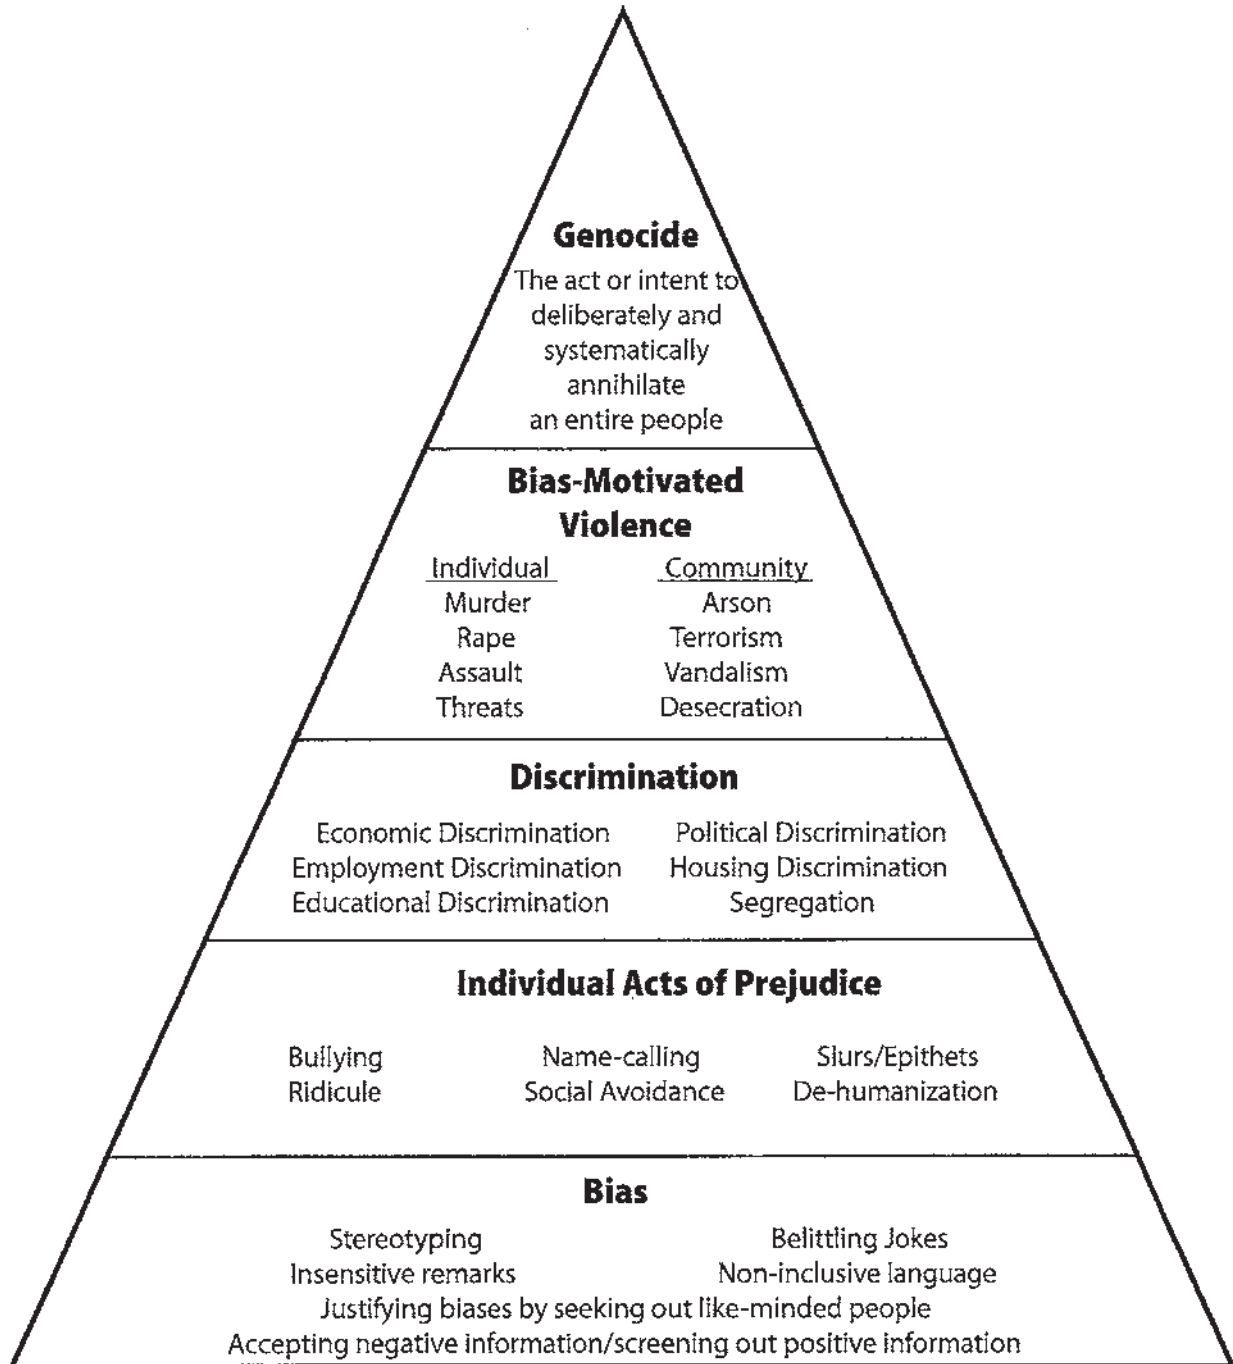 Genocide
The act or intent to
deliberately and
systematically
annihilate
an entire people
Bias-Motivated
Violence
Individual Community
Murder Arson
Rape Terrorism
Assault Vandalism
Threats Desecration
Discrimination
Economic Discrimination Political Discrimination
Employment Discrimination Housing Discrimination
Educational Discrimination Segregation
Individual Acts of Prejudice
Bullying Name-calling Slurs/Epithets
Ridicule Social Avoidance De-humanization
Bias
Stereotyping Belittling Jokes
Insensitive remarks Non-inclusive language
Justifying biases by seeking out like-minded people
Accepting negative information/screening out positive information